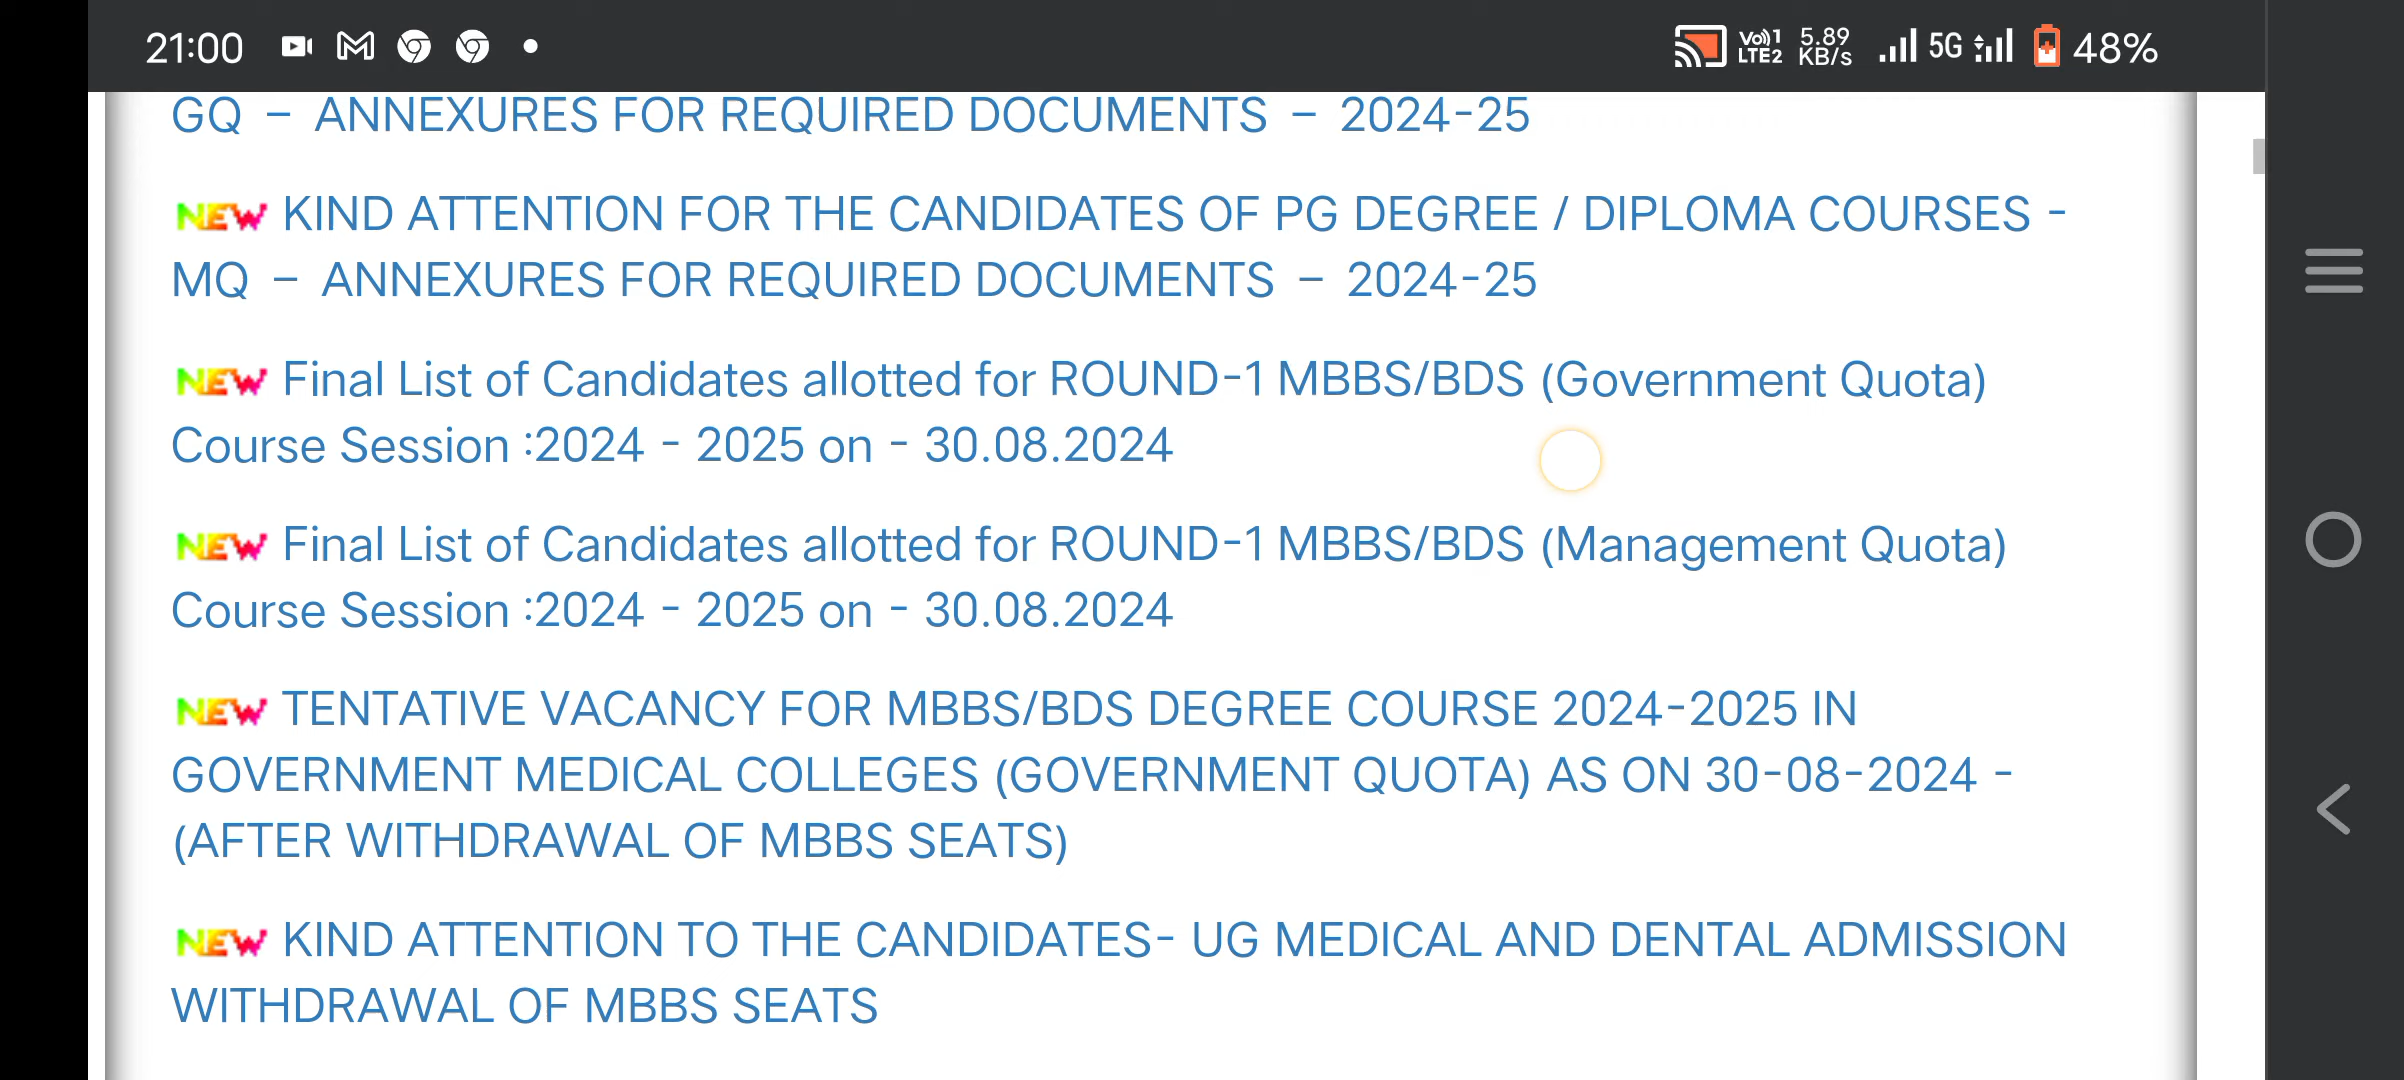 21:00 Vo)) 1 LTE2 5.89 KB/s 5G 48%
GQ – ANNEXURES FOR REQUIRED DOCUMENTS – 2024-25
NEW KIND ATTENTION FOR THE CANDIDATES OF PG DEGREE / DIPLOMA COURSES -
MQ – ANNEXURES FOR REQUIRED DOCUMENTS – 2024-25
NEW Final List of Candidates allotted for ROUND-1 MBBS/BDS (Government Quota)
Course Session :2024 - 2025 on - 30.08.2024
NEW Final List of Candidates allotted for ROUND-1 MBBS/BDS (Management Quota)
Course Session :2024 - 2025 on - 30.08.2024
NEW TENTATIVE VACANCY FOR MBBS/BDS DEGREE COURSE 2024-2025 IN
GOVERNMENT MEDICAL COLLEGES (GOVERNMENT QUOTA) AS ON 30-08-2024 -
(AFTER WITHDRAWAL OF MBBS SEATS)
NEW KIND ATTENTION TO THE CANDIDATES- UG MEDICAL AND DENTAL ADMISSION
WITHDRAWAL OF MBBS SEATS